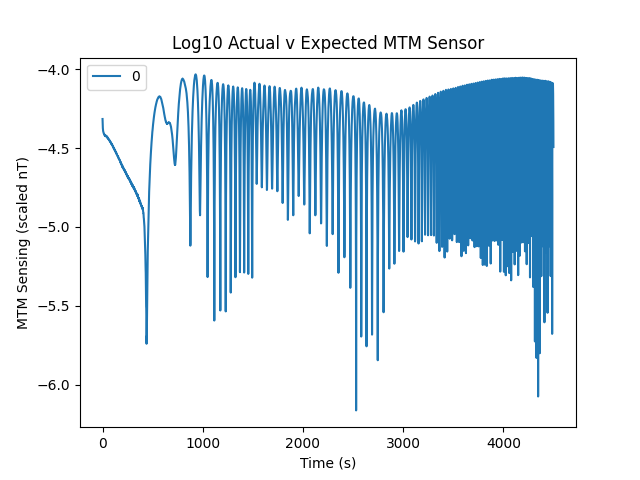 Log10 Actual v Expected MTM Sensor
0
MTM Sensing (scaled nT)
−4.0
−4.5
−5.0
−5.5
−6.0
0 1000 2000 3000 4000
Time (s)